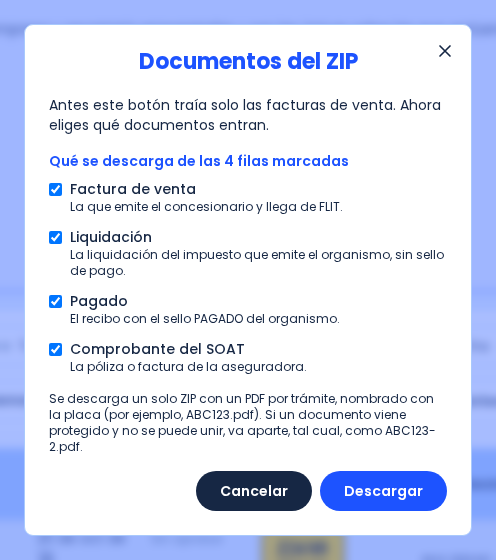 Documentos del ZIP
Antes este botón traía solo las facturas de venta. Ahora
eliges qué documentos entran.
Qué se descarga de las 4 filas marcadas
Factura de venta
La que emite el concesionario y llega de FLIT.
Liquidación
La liquidación del impuesto que emite el organismo, sin sello
de pago.
Pagado
El recibo con el sello PAGADO del organismo.
Comprobante del SOAT
La póliza o factura de la aseguradora.
Se descarga un solo ZIP con un PDF por trámite, nombrado con
la placa (por ejemplo, ABC123.pdf). Si un documento viene
protegido y no se puede unir, va aparte, tal cual, como ABC123-
2.pdf.
Cancelar
Descargar